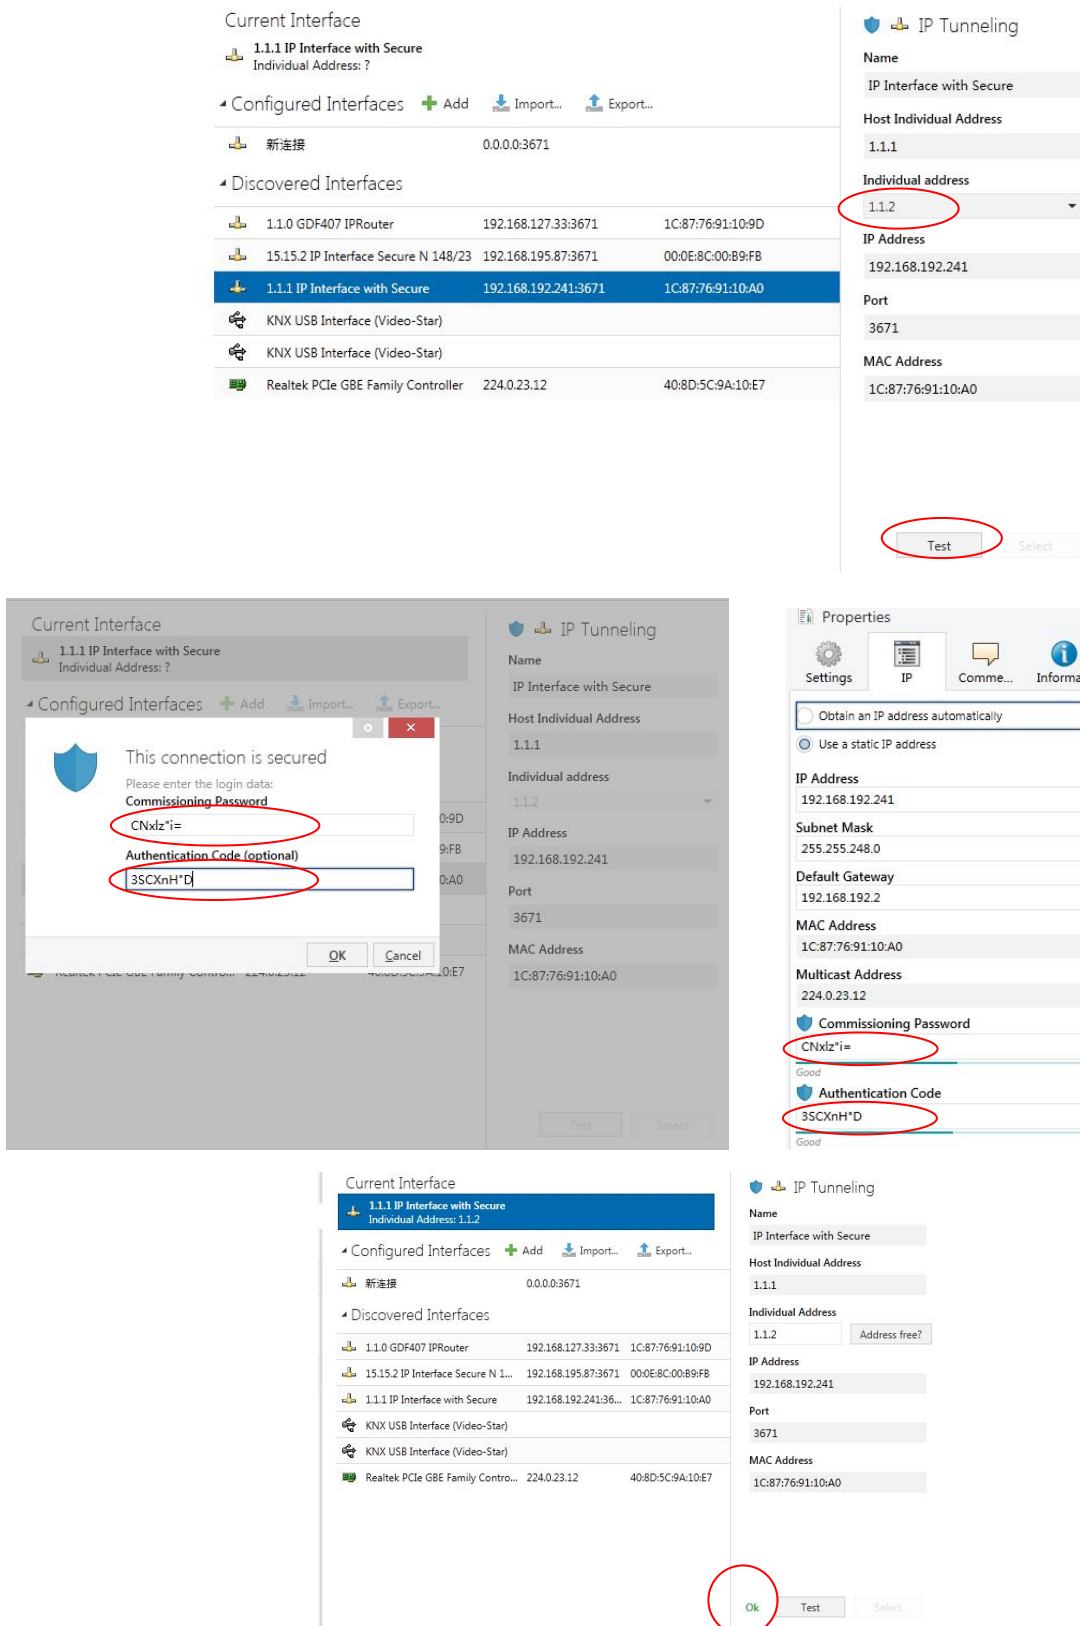 Current Interface
1.1.1 IP Interface with Secure
Individual Address: ?
Configured Interfaces Add Import... Export...
新连接 0.0.0.0:3671
Discovered Interfaces
1.1.0 GDF407 IPRouter 192.168.127.33:3671 1C:87:76:91:10:9D
15.15.2 IP Interface Secure N 148/23 192.168.195.87:3671 00:0E:8C:00:B9:FB
1.1.1 IP Interface with Secure 192.168.192.241:3671 1C:87:76:91:10:A0
KNX USB Interface (Video-Star)
KNX USB Interface (Video-Star)
Realtek PCIe GBE Family Controller 224.0.23.12 40:8D:5C:9A:10:E7
IP Tunneling
Name
IP Interface with Secure
Host Individual Address
1.1.1
Individual address
1.1.2
IP Address
192.168.192.241
Port
3671
MAC Address
1C:87:76:91:10:A0
Test Select
Current Interface
1.1.1 IP Interface with Secure
Individual Address: ?
Configured Interfaces Add Import... Export...
This connection is secured
Please enter the login data:
Commissioning Password
CNxlz"i=
Authentication Code (optional)
3SCXnH*D
OK Cancel
0:9D
9:FB
0:A0
Realtek PCIe GBE Family Contro... 224.0.23.12 40:8D:5C:9A:10:E7
IP Tunneling
Name
IP Interface with Secure
Host Individual Address
1.1.1
Individual address
1.1.2
IP Address
192.168.192.241
Port
3671
MAC Address
1C:87:76:91:10:A0
Test Select
Properties
Settings IP Comme... Informa
Obtain an IP address automatically
Use a static IP address
IP Address
192.168.192.241
Subnet Mask
255.255.248.0
Default Gateway
192.168.192.2
MAC Address
1C:87:76:91:10:A0
Multicast Address
224.0.23.12
Commissioning Password
CNxlz"i=
Good
Authentication Code
3SCXnH*D
Good
Current Interface
1.1.1 IP Interface with Secure
Individual Address: 1.1.2
Configured Interfaces Add Import... Export...
新连接 0.0.0.0:3671
Discovered Interfaces
1.1.0 GDF407 IPRouter 192.168.127.33:3671 1C:87:76:91:10:9D
15.15.2 IP Interface Secure N 1... 192.168.195.87:3671 00:0E:8C:00:B9:FB
1.1.1 IP Interface with Secure 192.168.192.241:36... 1C:87:76:91:10:A0
KNX USB Interface (Video-Star)
KNX USB Interface (Video-Star)
Realtek PCIe GBE Family Contro... 224.0.23.12 40:8D:5C:9A:10:E7
IP Tunneling
Name
IP Interface with Secure
Host Individual Address
1.1.1
Individual Address
1.1.2 Address free?
IP Address
192.168.192.241
Port
3671
MAC Address
1C:87:76:91:10:A0
Ok Test Select